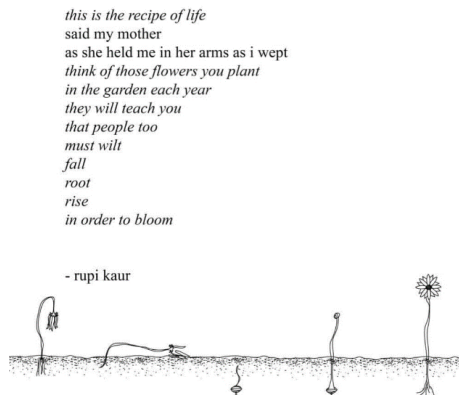 this is the recipe of life
said my mother
as she held me in her arms as i wept
think of those flowers you plant
in the garden each year
they will teach you
that people too
must wilt
fall
root
rise
in order to bloom
- rupi kaur